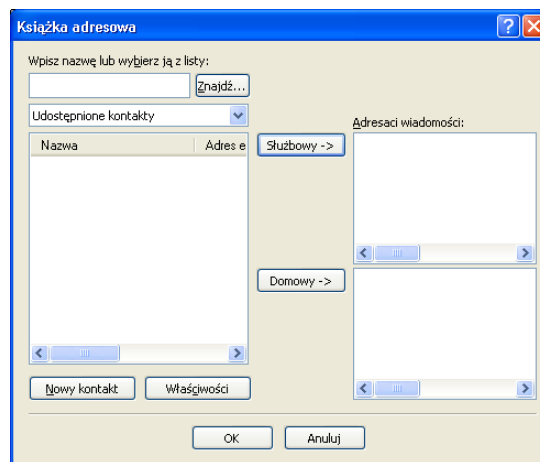 Książka adresowa
Wpisz nazwę lub wybierz ją z listy:
Znajdź...
Udostępnione kontakty
Adresaci wiadomości:
Nazwa Adres e
Służbowy ->
Domowy ->
Nowy kontakt Właściwości
OK Anuluj